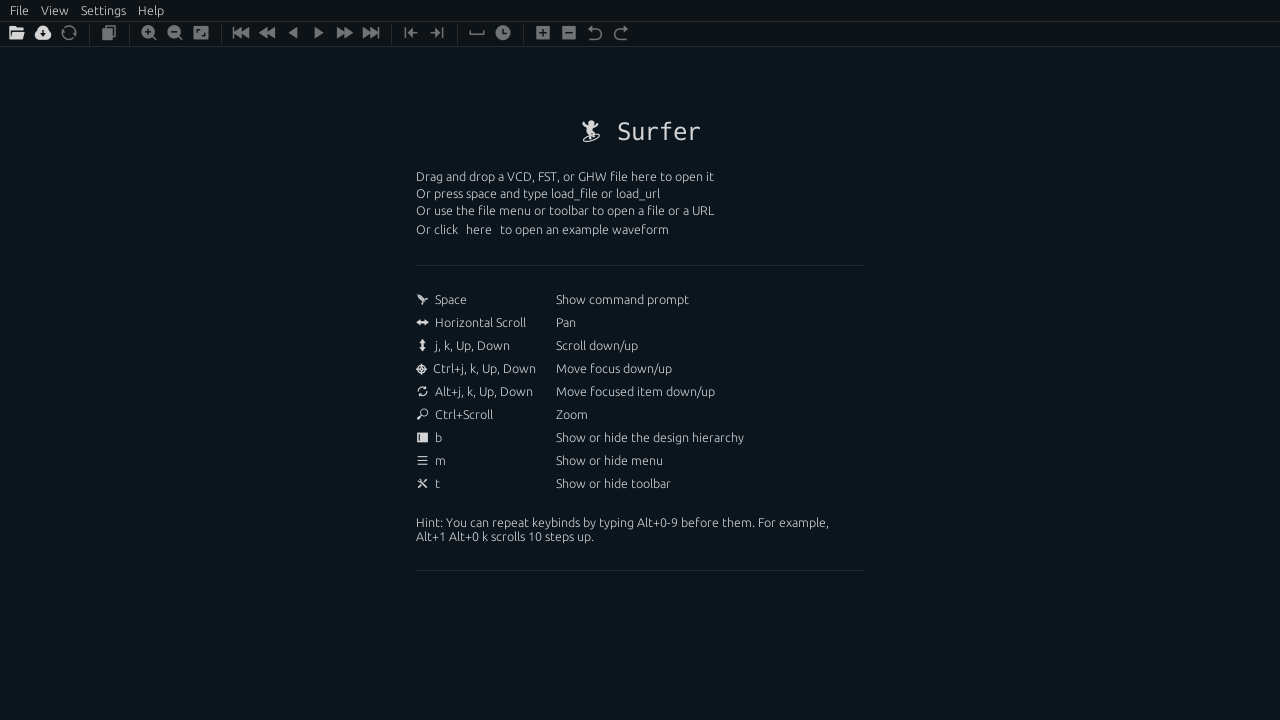 File View Settings Help
Surfer
Drag and drop a VCD, FST, or GHW file here to open it
Or press space and type load_file or load_url
Or use the file menu or toolbar to open a file or a URL
Or click here to open an example waveform
Space Show command prompt
Horizontal Scroll Pan
j, k, Up, Down Scroll down/up
Ctrl+j, k, Up, Down Move focus down/up
Alt+j, k, Up, Down Move focused item down/up
Ctrl+Scroll Zoom
b Show or hide the design hierarchy
m Show or hide menu
t Show or hide toolbar
Hint: You can repeat keybinds by typing Alt+0-9 before them. For example,
Alt+1 Alt+0 k scrolls 10 steps up.